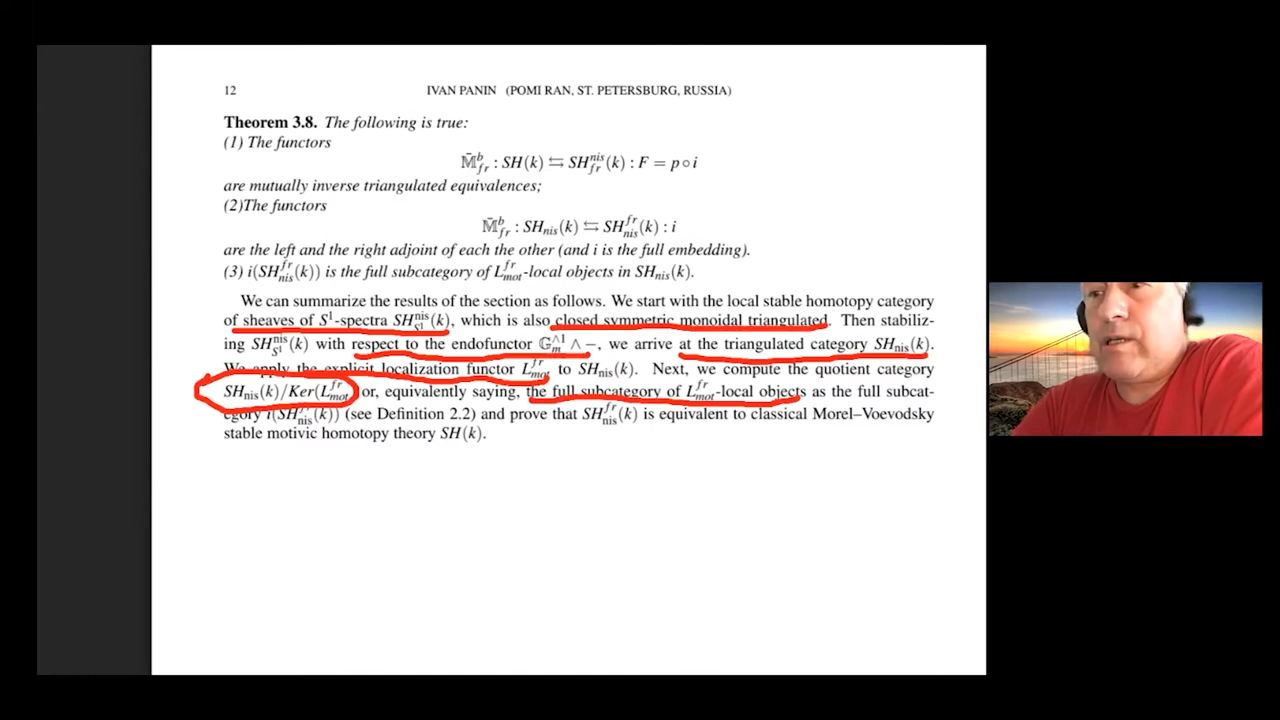 12 IVAN PANIN (POMI RAN, ST. PETERSBURG, RUSSIA)
Theorem 3.8. The following is true:
(1) The functors
𝕄̄ᵇ_fr : SH(k) ⇆ SH^nis_fr(k) : F = p ∘ i
are mutually inverse triangulated equivalences;
(2)The functors
𝕄̄ᵇ_fr : SH_nis(k) ⇆ SH^fr_nis(k) : i
are the left and the right adjoint of each the other (and i is the full embedding).
(3) i(SH^fr_nis(k)) is the full subcategory of L^fr_mot-local objects in SH_nis(k).
We can summarize the results of the section as follows. We start with the local stable homotopy category
of sheaves of S¹-spectra SH^nis_S¹(k), which is also closed symmetric monoidal triangulated. Then stabiliz-
ing SH^nis_S¹(k) with respect to the endofunctor 𝔾_m^∧1 ∧ −, we arrive at the triangulated category SH_nis(k).
We apply the explicit localization functor L^fr_mot to SH_nis(k). Next, we compute the quotient category
SH_nis(k)/Ker(L^fr_mot or, equivalently saying, the full subcategory of L^fr_mot-local objects as the full subcat-
egory i(SH^fr_nis(k)) (see Definition 2.2) and prove that SH^fr_nis(k) is equivalent to classical Morel–Voevodsky
stable motivic homotopy theory SH(k).